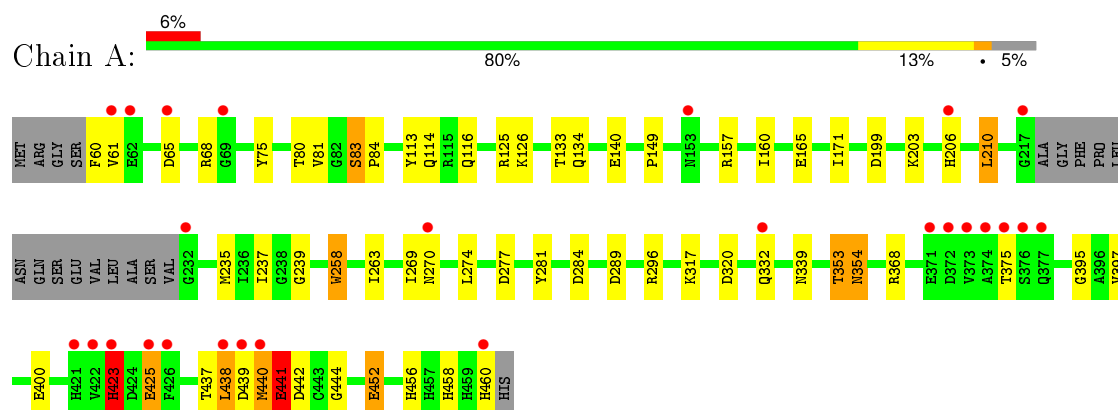 6%
Chain A:
80% 13% • 5%
MET ARG GLY SER F60 V61 E62 D65 R68 G69 Y75 T80 V81 G82 S83 P84 Y113 Q114 R115 Q116 R125 K126 T133 Q134 E140 P149 N153 R157 I160 E165 I171 D199 K203 H206 L210 G217 ALA GLY PHE PRO LEU
ASN GLN SER GLU VAL LEU ALA SER VAL G232 M235 I236 I237 G238 G239 W258 I263 I269 N270 L274 D277 Y281 D284 D289 R296 K317 D320 Q332 N339 T353 N354 R368 E371 D372 V373 A374 T375 S376 Q377 G395 A396 V397
E400 H421 V422 H423 D424 E425 F426 T437 L438 D439 M440 E441 D442 C443 G444 E452 H456 H457 H458 H459 H460 HIS